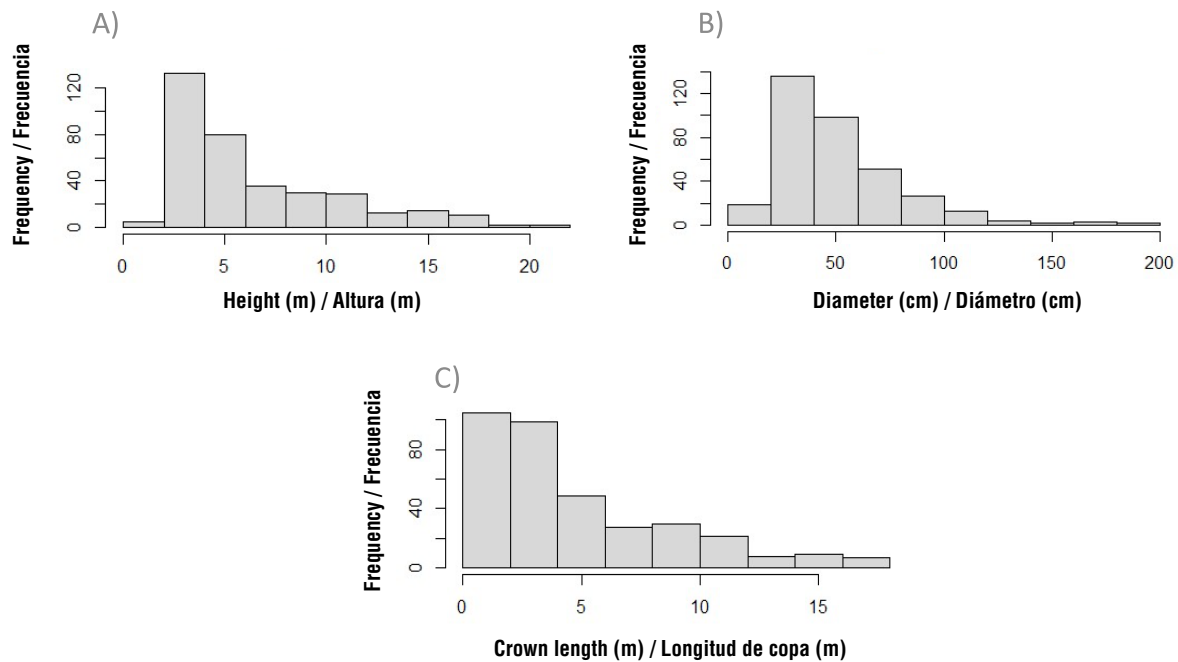 A)
Frequency / Frecuencia
0 40 80 120
0 5 10 15 20
Height (m) / Altura (m)
B)
Frequency / Frecuencia
0 40 80 120
0 50 100 150 200
Diameter (cm) / Diámetro (cm)
C)
Frequency / Frecuencia
0 40 80
0 5 10 15
Crown length (m) / Longitud de copa (m)